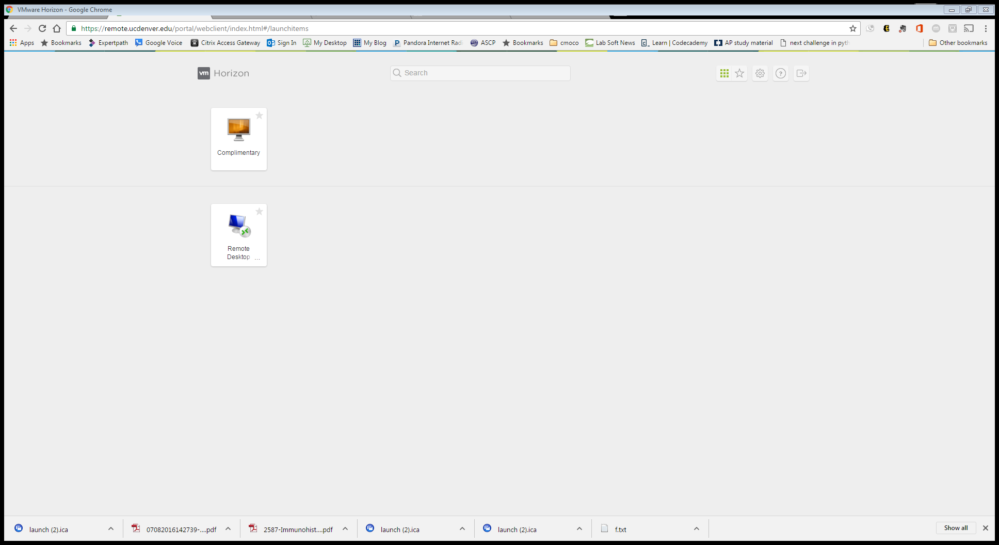 VMware Horizon - Google Chrome
https://remote.ucdenver.edu/portal/webclient/index.html#/launchitems
Apps Bookmarks Expertpath Google Voice Citrix Access Gateway Sign In My Desktop My Blog Pandora Internet Radi ASCP Bookmarks cmoco Lab Soft News Learn | Codecademy AP study material next challenge in pyth Other bookmarks
vm Horizon Search
Complimentary
Remote
Desktop ...
launch (2).ica 07082016142739-....pdf 2587-Immunohist....pdf launch (2).ica launch (2).ica f.txt Show all